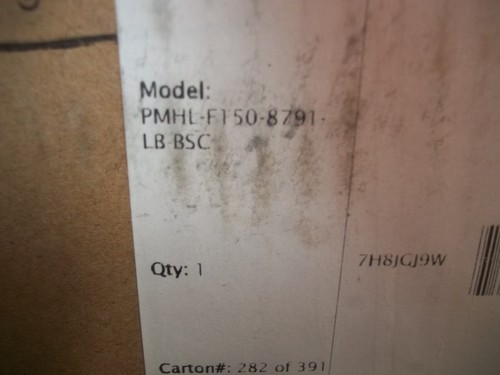 Model:
PMHL-F150-8791-
LB-BSC
Qty: 1
7H8JGJ9W
Carton#: 282 of 391